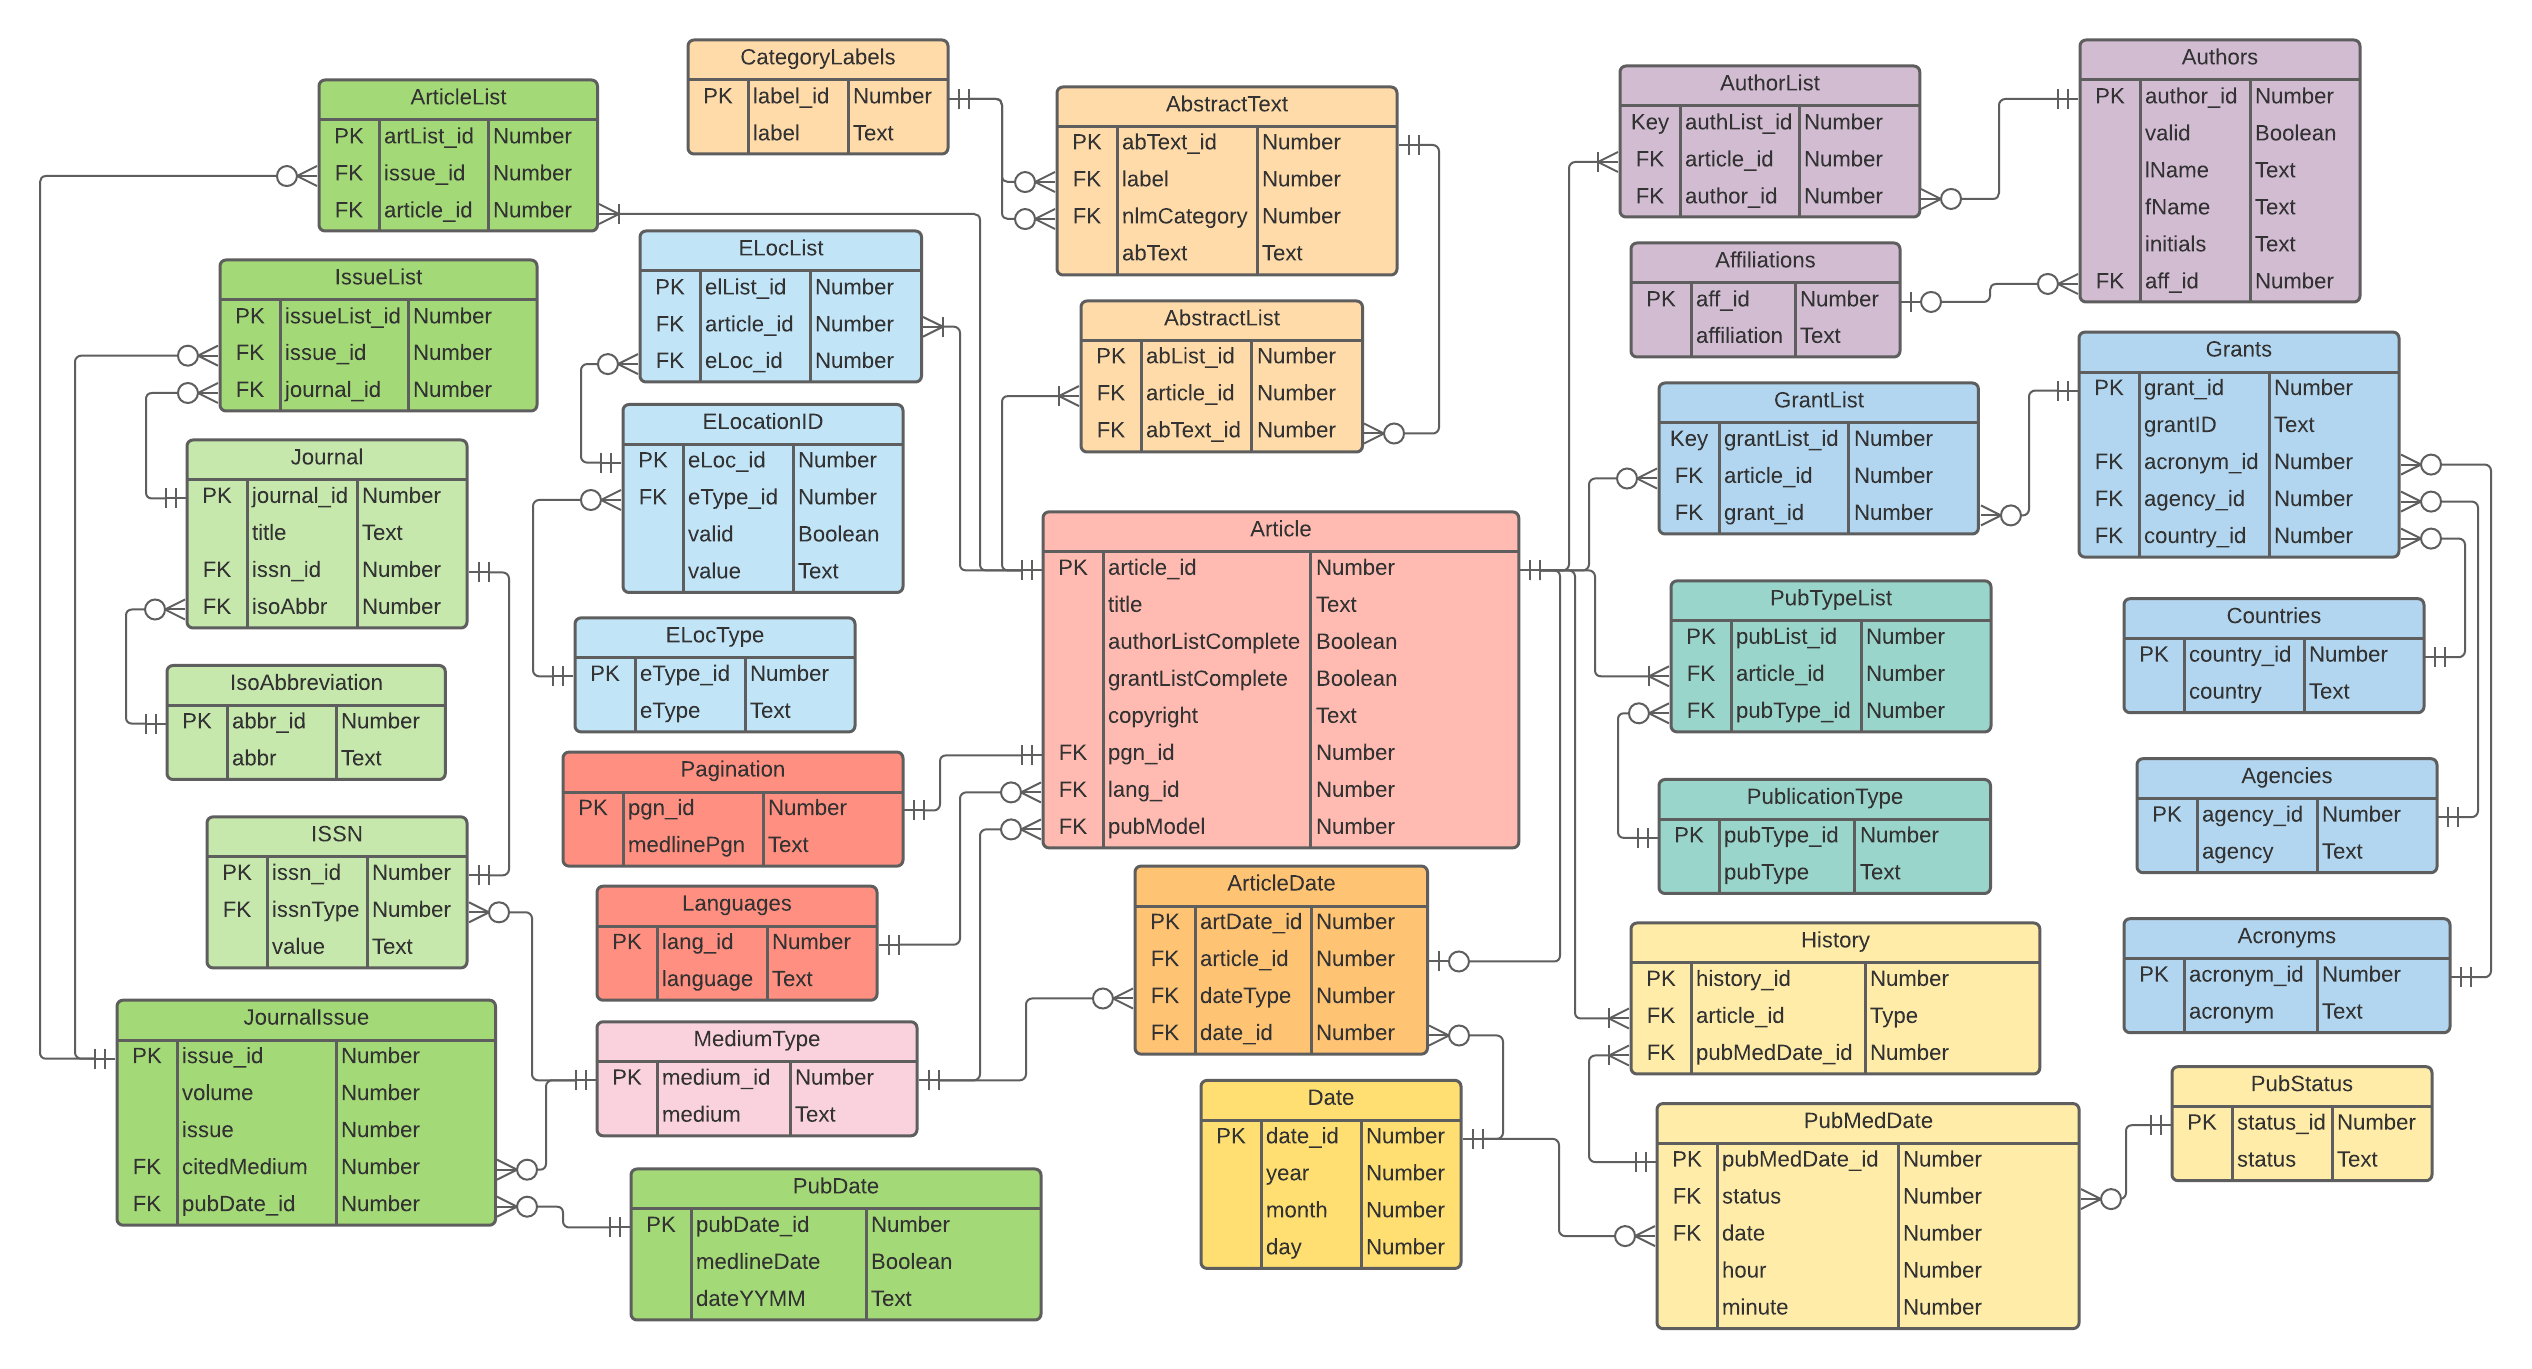 CategoryLabels
PK label_id Number
label Text
ArticleList
PK artList_id Number
FK issue_id Number
FK article_id Number
AbstractText
PK abText_id Number
FK label Number
FK nlmCategory Number
abText Text
AuthorList
Key authList_id Number
FK article_id Number
FK author_id Number
Authors
PK author_id Number
valid Boolean
lName Text
fName Text
initials Text
FK aff_id Number
IssueList
PK issueList_id Number
FK issue_id Number
FK journal_id Number
ELocList
PK elList_id Number
FK article_id Number
FK eLoc_id Number
AbstractList
PK abList_id Number
FK article_id Number
FK abText_id Number
Affiliations
PK aff_id Number
affiliation Text
Grants
PK grant_id Number
grantID Text
FK acronym_id Number
FK agency_id Number
FK country_id Number
Journal
PK journal_id Number
title Text
FK issn_id Number
FK isoAbbr Number
ELocationID
PK eLoc_id Number
FK eType_id Number
valid Boolean
value Text
GrantList
Key grantList_id Number
FK article_id Number
FK grant_id Number
Article
PK article_id Number
title Text
authorListComplete Boolean
grantListComplete Boolean
copyright Text
FK pgn_id Number
FK lang_id Number
FK pubModel Number
PubTypeList
PK pubList_id Number
FK article_id Number
FK pubType_id Number
Countries
PK country_id Number
country Text
IsoAbbreviation
PK abbr_id Number
abbr Text
ELocType
PK eType_id Number
eType Text
Pagination
PK pgn_id Number
medlinePgn Text
PublicationType
PK pubType_id Number
pubType Text
Agencies
PK agency_id Number
agency Text
ISSN
PK issn_id Number
FK issnType Number
value Text
Languages
PK lang_id Number
language Text
ArticleDate
PK artDate_id Number
FK article_id Number
FK dateType Number
FK date_id Number
History
PK history_id Number
FK article_id Type
FK pubMedDate_id Number
Acronyms
PK acronym_id Number
acronym Text
JournalIssue
PK issue_id Number
volume Number
issue Number
FK citedMedium Number
FK pubDate_id Number
MediumType
PK medium_id Number
medium Text
Date
PK date_id Number
year Number
month Number
day Number
PubMedDate
PK pubMedDate_id Number
FK status Number
FK date Number
hour Number
minute Number
PubStatus
PK status_id Number
status Text
PubDate
PK pubDate_id Number
medlineDate Boolean
dateYYMM Text